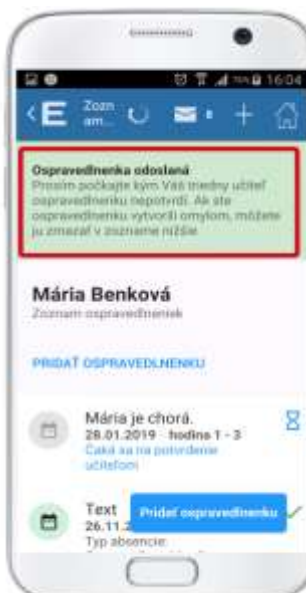 16:04
E
Zozn
am...
Ospravedlnenka odoslaná
Prosím počkajte kým Váš triedny učiteľ
ospravedlnenku nepotvrdí. Ak ste
ospravedlnenku vytvorili omylom, môžete
ju zmazať v zozname nižšie
Mária Benková
Zoznam ospravedlneniek
PRIDAŤ OSPRAVEDLNENKU
Mária je chorá.
28.01.2019 hodina 1 - 3
Čaká sa na potvrdenie
učiteľom
Text
Pridať ospravedlnenku
26.11.2
Typ absencie: